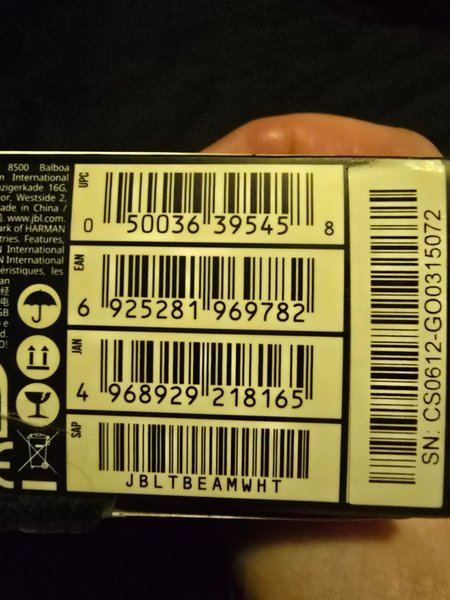 8500 Balboa
International
zigerkade 16G,
Westside 2,
ade in China /
www.jbl.com.
ark of HARMAN
tries. Features,
International
International
éristiques, les
UPC
0 50036 39545 8
EAN
6 925281 969782
JAN
4 968929 218165
SAP
JBLTBEAMWHT
SN: CS0612-GO0315072